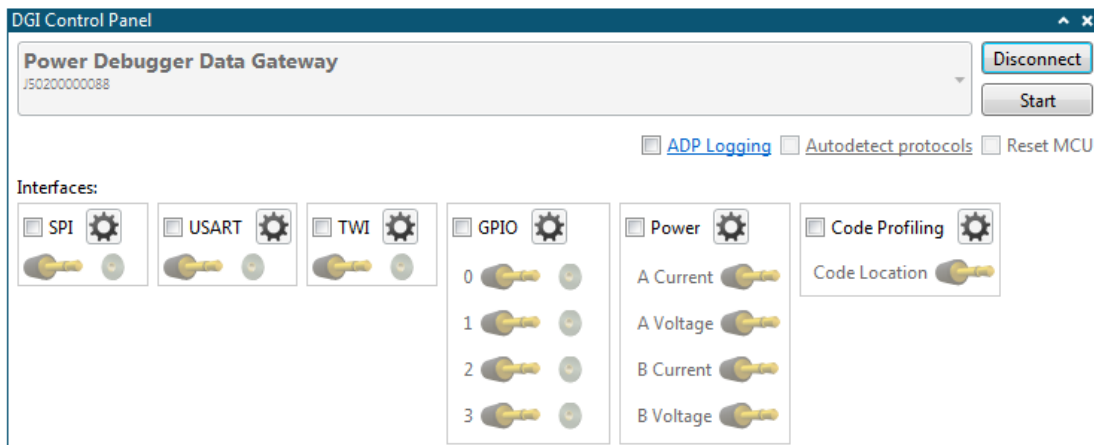 DGI Control Panel
Power Debugger Data Gateway
J50200000088
Disconnect
Start
ADP Logging Autodetect protocols Reset MCU
Interfaces:
SPI USART TWI GPIO Power Code Profiling
0 A Current Code Location
1 A Voltage
2 B Current
3 B Voltage